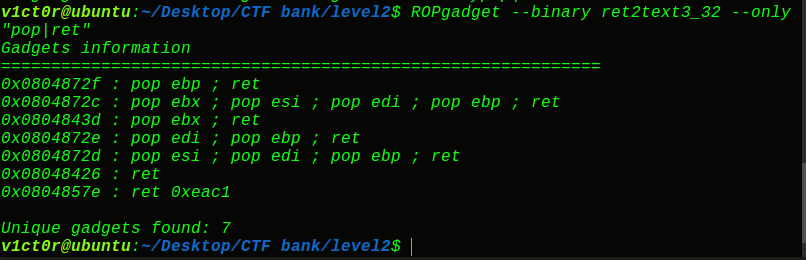 v1ct0r@ubuntu:~/Desktop/CTF bank/level2$ ROPgadget --binary ret2text3_32 --only
"pop|ret"
Gadgets information
============================================================
0x0804872f : pop ebp ; ret
0x0804872c : pop ebx ; pop esi ; pop edi ; pop ebp ; ret
0x0804843d : pop ebx ; ret
0x0804872e : pop edi ; pop ebp ; ret
0x0804872d : pop esi ; pop edi ; pop ebp ; ret
0x08048426 : ret
0x0804857e : ret 0xeac1
Unique gadgets found: 7
v1ct0r@ubuntu:~/Desktop/CTF bank/level2$